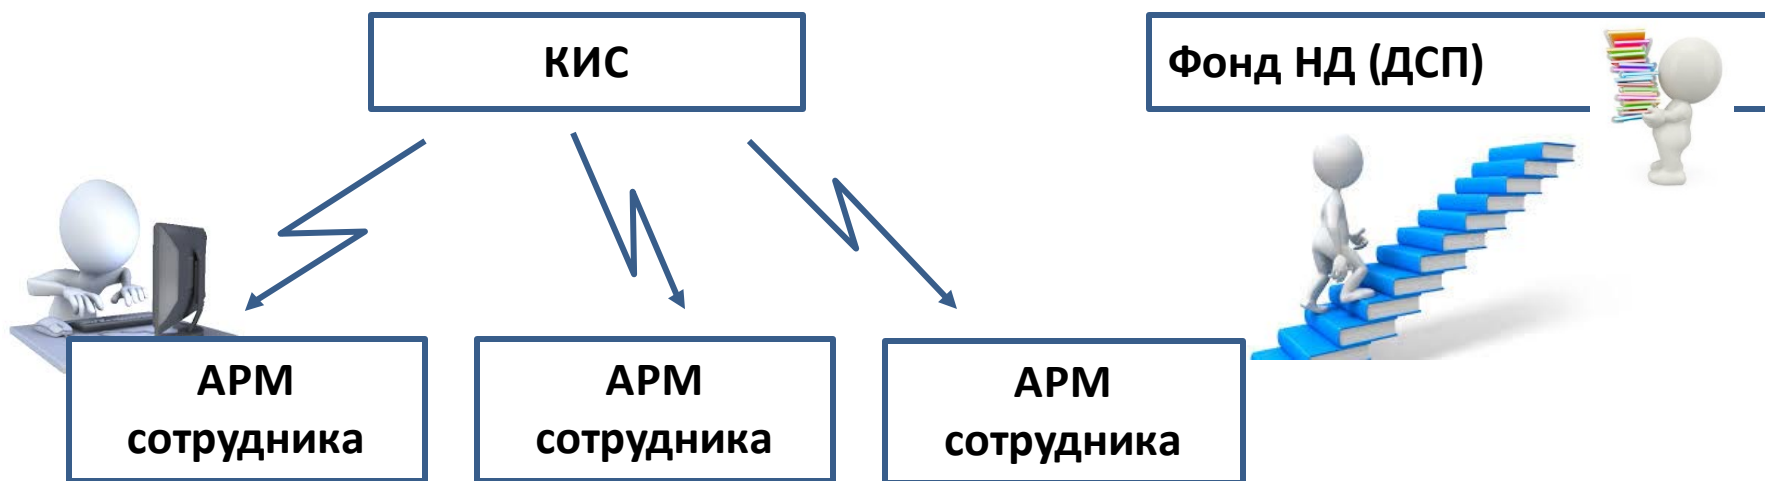 КИС
Фонд НД (ДСП)
АРМ
сотрудника
АРМ
сотрудника
АРМ
сотрудника